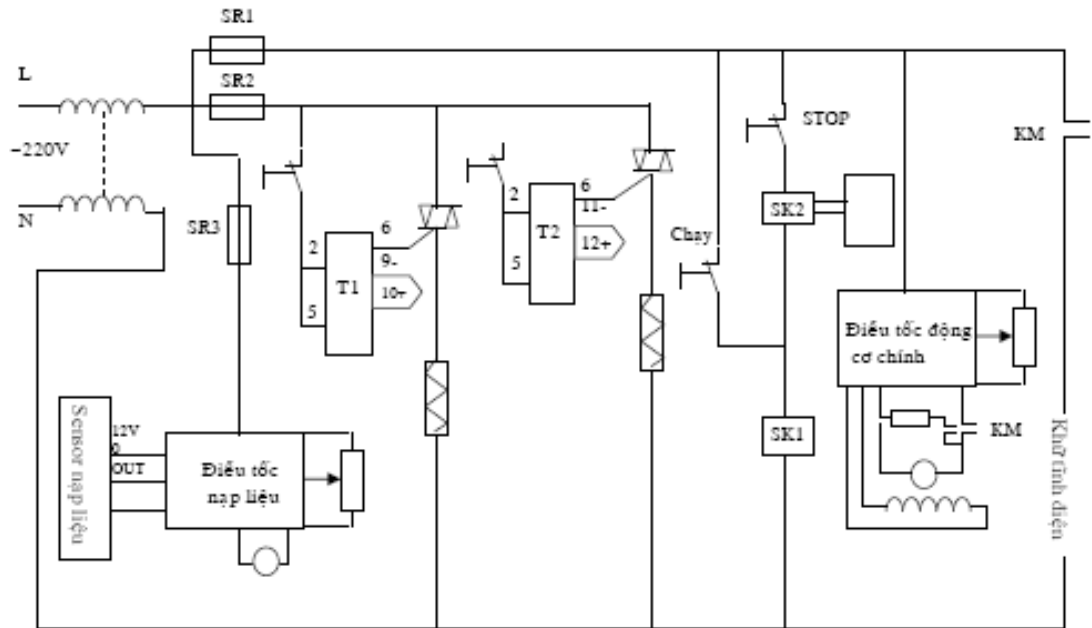 SR1
L
SR2
~220V
N
SR3
STOP
KM
SK2
2
6
11-
T2
12+
5
Chạy
2
6
9-
T1
10+
5
Điều tốc động
cơ chính
SK1
KM
Khử tĩnh điện
Sensor nạp liệu
12V
0
OUT
Điều tốc
nạp liệu